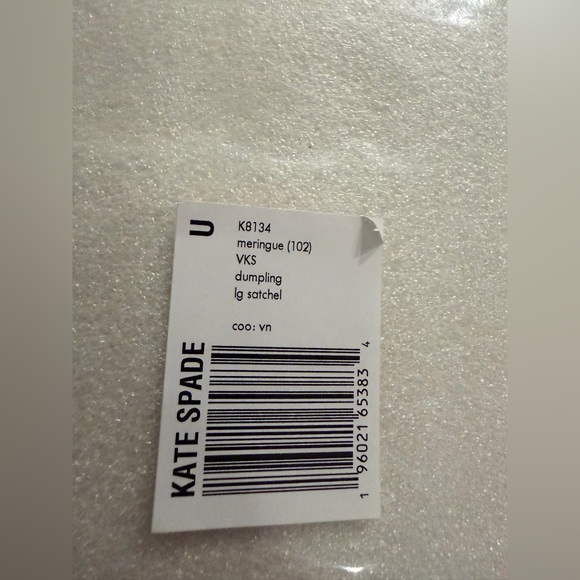 U
K8134
meringue (102)
VKS
dumpling
lg satchel
coo: vn
KATE SPADE
1 96021 65383 4